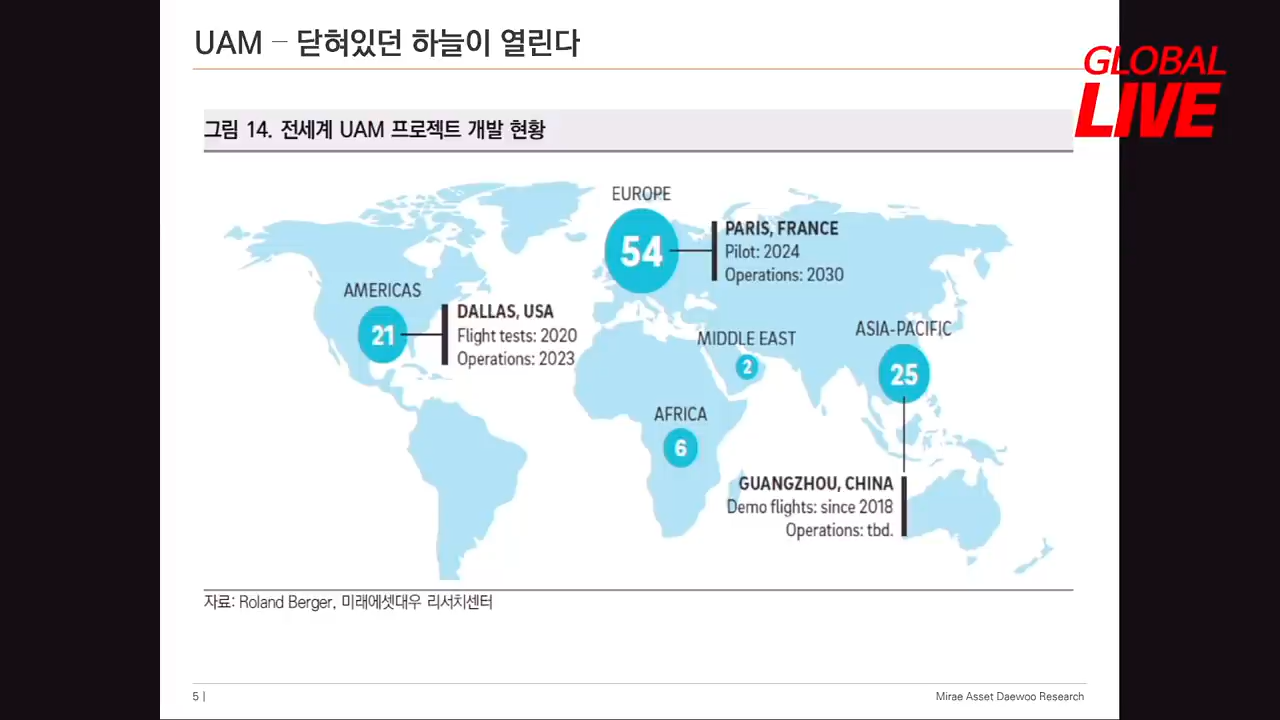 UAM – 닫혀있던 하늘이 열린다
GLOBAL
LIVE
그림 14. 전세계 UAM 프로젝트 개발 현황
EUROPE
54
PARIS, FRANCE
Pilot: 2024
Operations: 2030
AMERICAS
21
DALLAS, USA
Flight tests: 2020
Operations: 2023
MIDDLE EAST
2
ASIA-PACIFIC
25
AFRICA
6
GUANGZHOU, CHINA
Demo flights: since 2018
Operations: tbd.
자료: Roland Berger, 미래에셋대우 리서치센터
5 |
Mirae Asset Daewoo Research